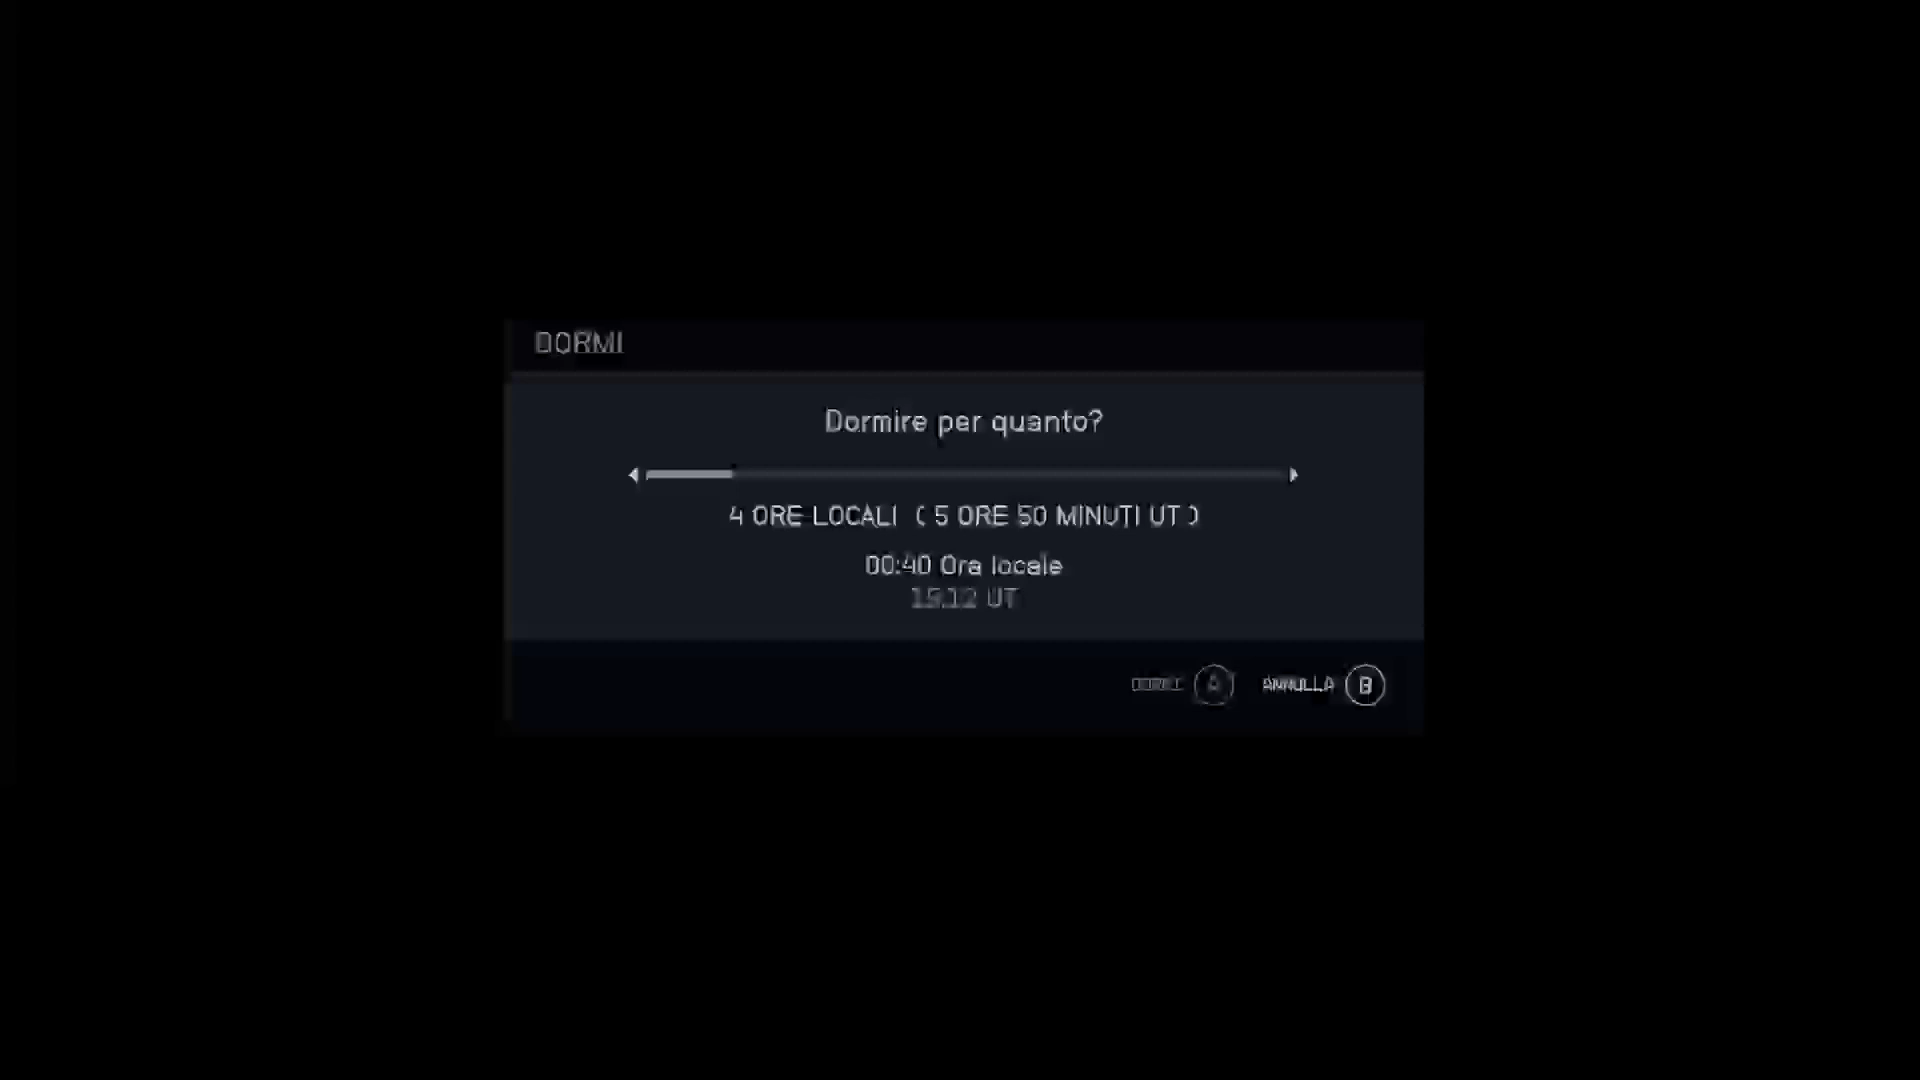 DORMI
Dormire per quanto?
4 ORE LOCALI ( 5 ORE 50 MINUTI UT )
00:40 Ora locale
15:12 UT
A ANNULLA B